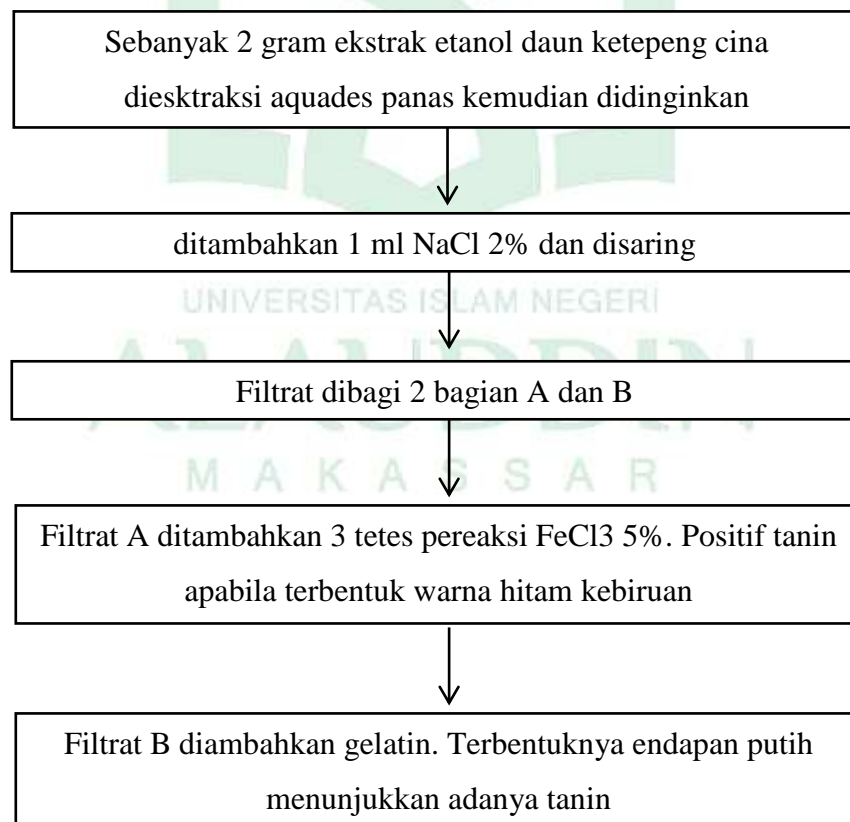 Sebanyak 2 gram ekstrak etanol daun ketepeng cina
diesktraksi aquades panas kemudian didinginkan
ditambahkan 1 ml NaCl 2% dan disaring
UNIVERSITAS ISLAM NEGERI
Filtrat dibagi 2 bagian A dan B
ALAUDDIN
MAKASSAR
Filtrat A ditambahkan 3 tetes pereaksi FeCl3 5%. Positif tanin
apabila terbentuk warna hitam kebiruan
Filtrat B diambahkan gelatin. Terbentuknya endapan putih
menunjukkan adanya tanin